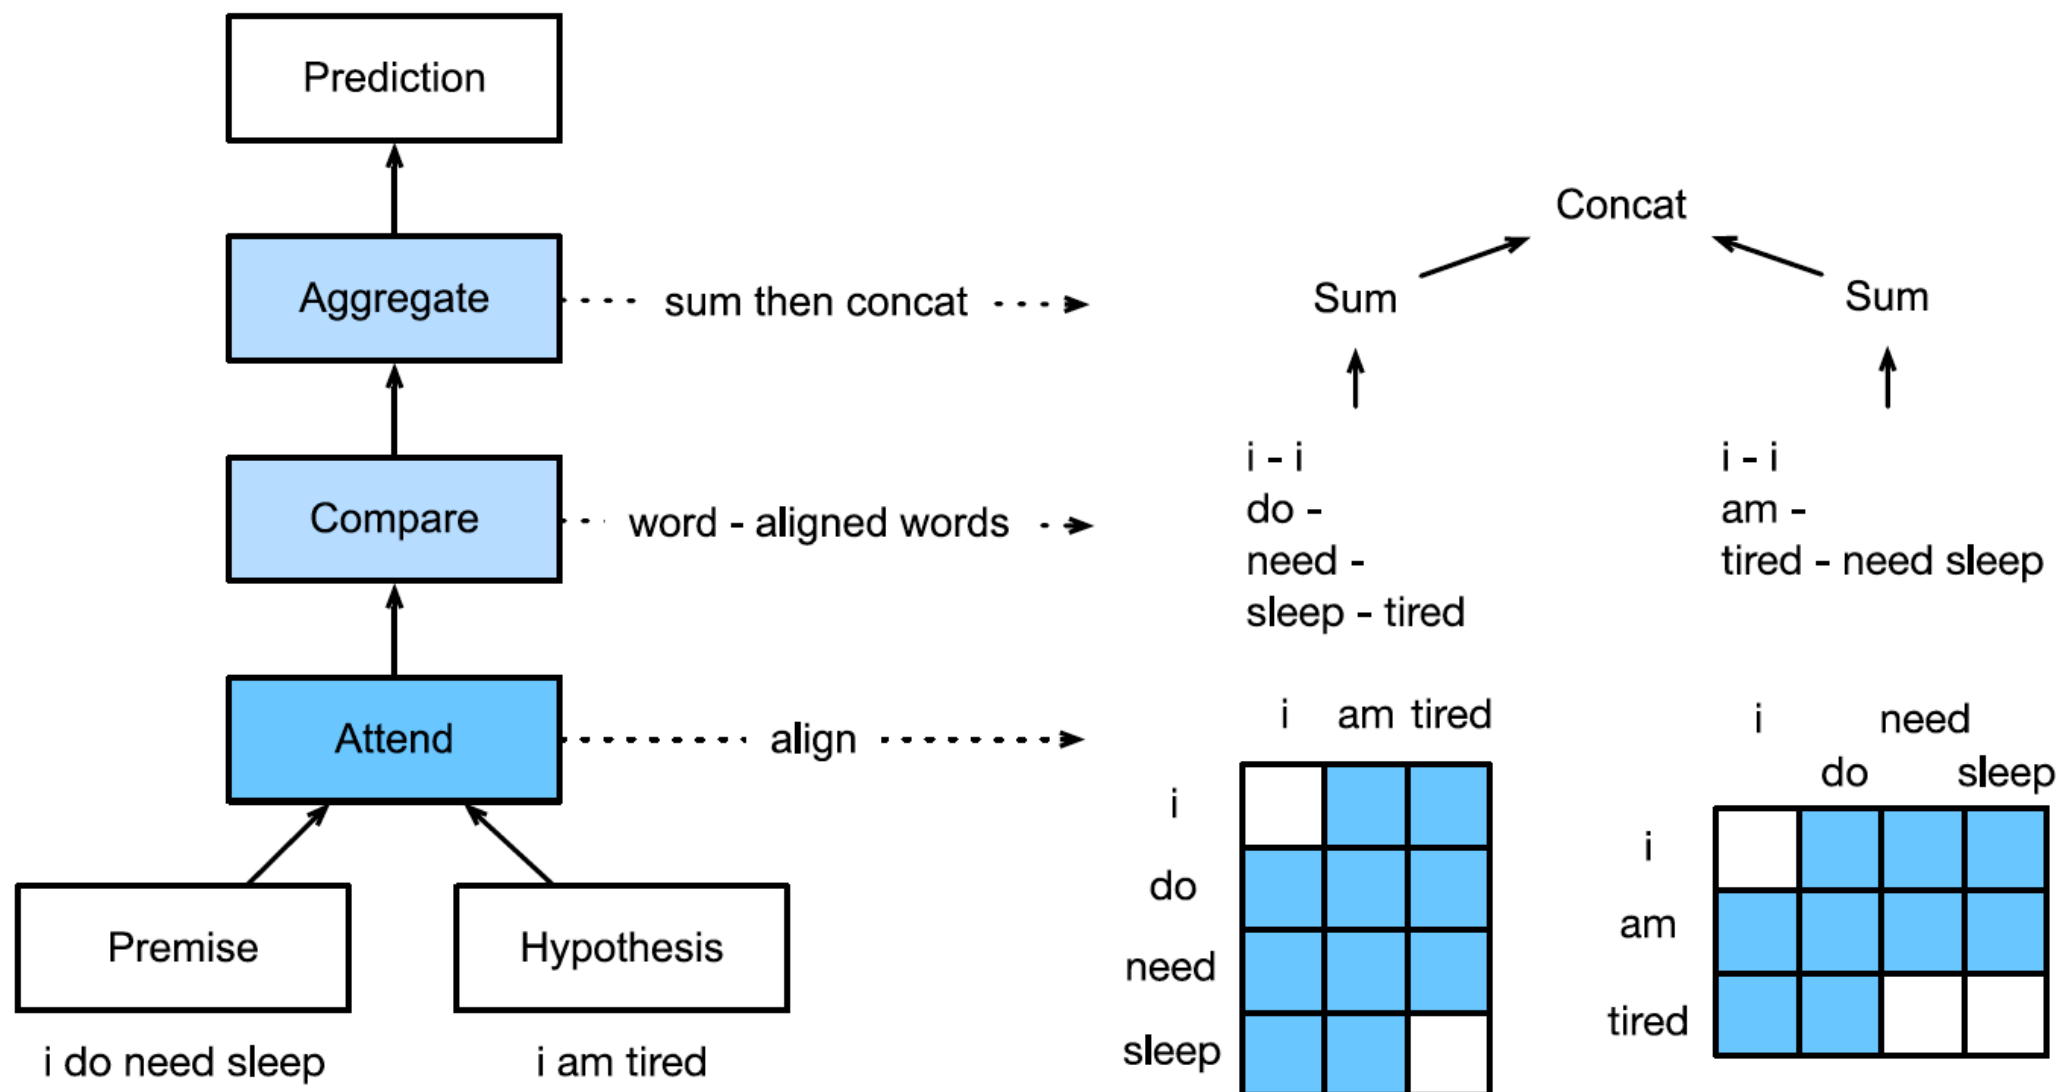 Prediction
Concat
Aggregate
sum then concat
Sum
Sum
Compare
word - aligned words
i - i
do -
need -
sleep - tired
i - i
am -
tired - need sleep
Attend
align
i am tired
i
do
need
sleep
i need
do sleep
i
am
tired
Premise
Hypothesis
i do need sleep
i am tired